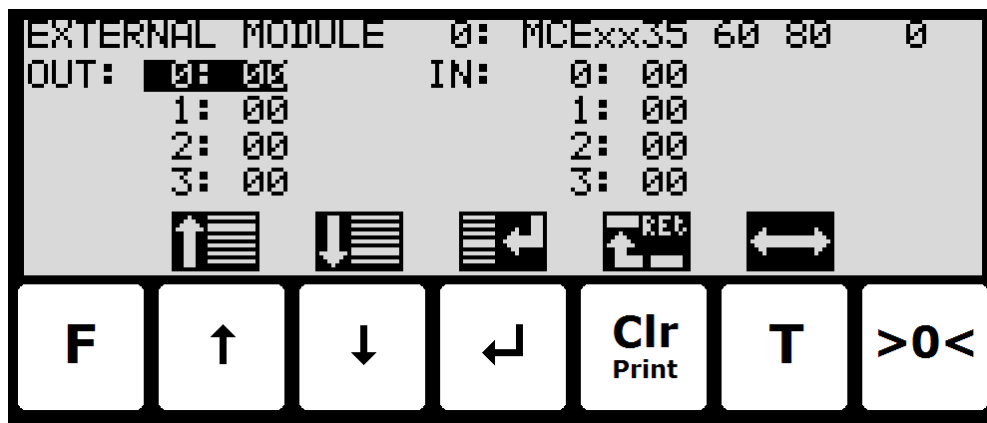 EXTERNAL MODULE 0: MCExx35 60 80 0
OUT: 0: 00 IN: 0: 00
1: 00 1: 00
2: 00 2: 00
3: 00 3: 00
REt
F ↑ ↓ ↵ Clr T >0<
Print